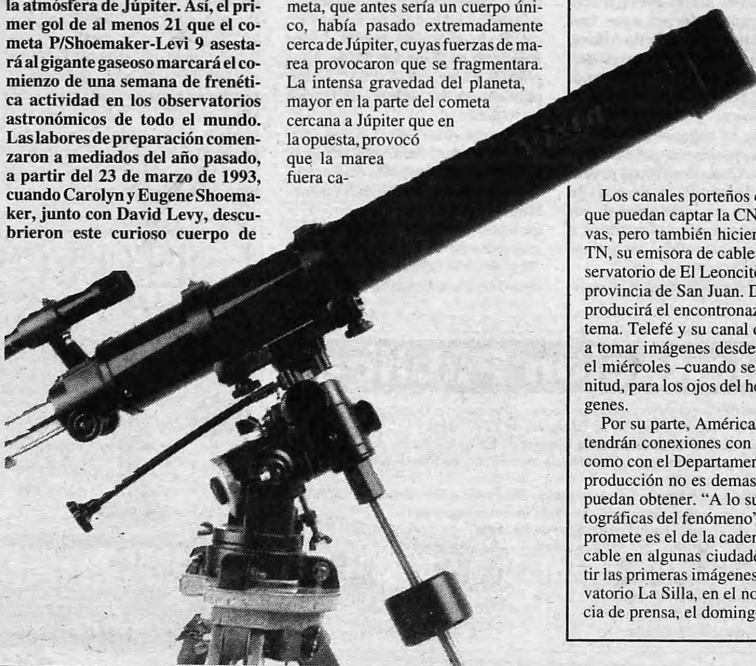 la atmósfera de Júpiter. Así, el pri-
mer gol de al menos 21 que el co-
meta P/Shoemaker-Levi 9 asesta-
rá al gigante gaseoso marcará el co-
mienzo de una semana de frenéti-
ca actividad en los observatorios
astronómicos de todo el mundo.
Las labores de preparación comen-
zaron a mediados del año pasado,
a partir del 23 de marzo de 1993,
cuando Carolyn y Eugene Shoema-
ker, junto con David Levy, descu-
brieron este curioso cuerpo de
meta, que antes sería un cuerpo úni-
co, había pasado extremadamente
cerca de Júpiter, cuyas fuerzas de ma-
rea provocaron que se fragmentara.
La intensa gravedad del planeta,
mayor en la parte del cometa
cercana a Júpiter que en
la opuesta, provocó
que la marea
fuera ca-
Los canales porteños
que puedan captar la CN
vas, pero también hicier
TN, su emisora de cable
servatorio de El Leoncito
provincia de San Juan. D
producirá el encontronaz
tema. Telefé y su canal
a tomar imágenes desde
el miércoles –cuando se
nitud, para los ojos del h
genes.
Por su parte, América
tendrán conexiones con
como con el Departamen
producción no es demas
puedan obtener. “A lo su
tográficas del fenómeno”
promete es el de la caden
cable en algunas ciudade
tir las primeras imágenes
vatorio La Silla, en el no
cia de prensa, el doming